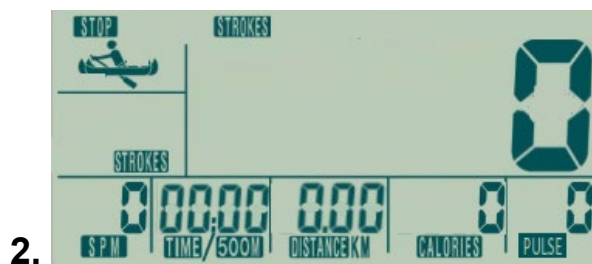 STOP STROKES
0
STROKES
0 00:00 0.00 0 0
SPM TIME/500M DISTANCE KM CALORIES PULSE
2.